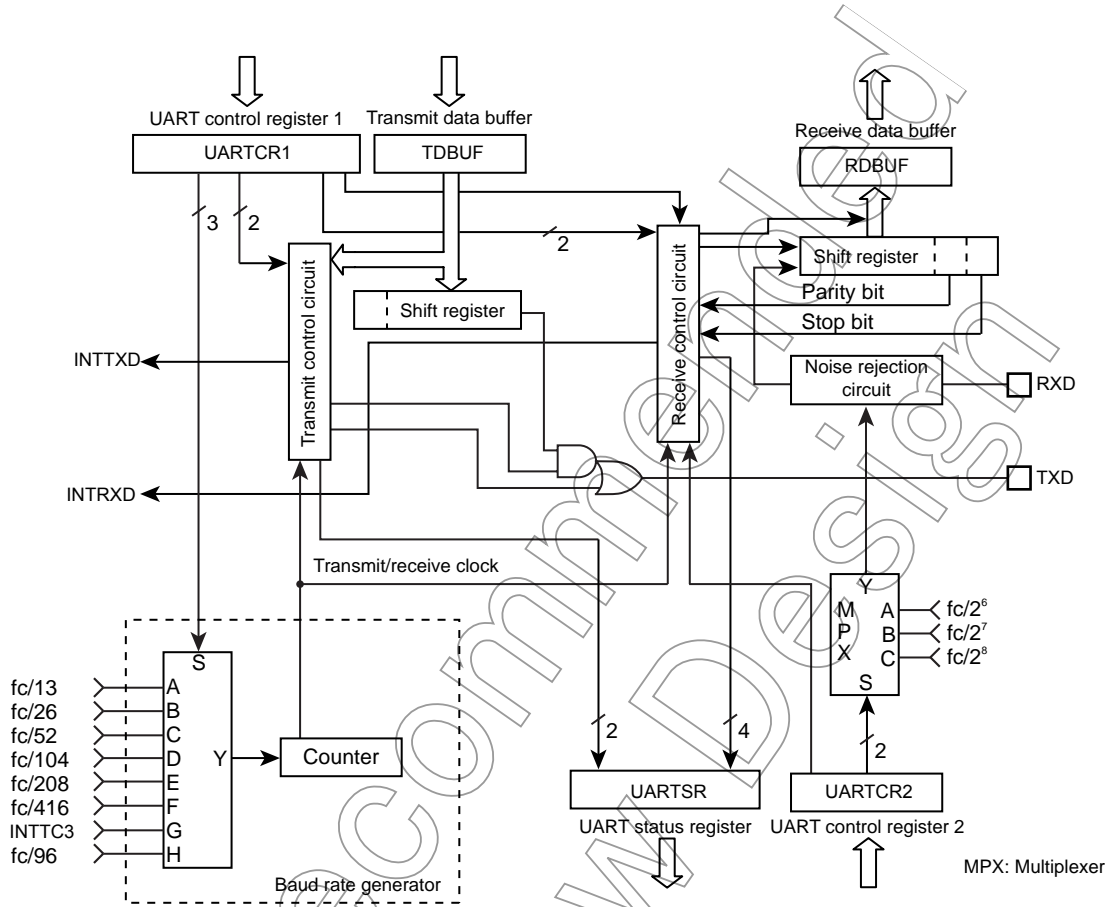 UART control register 1
Transmit data buffer
Receive data buffer
UARTCR1
TDBUF
RDBUF
3
2
2
Transmit control circuit
Receive control circuit
Shift register
Shift register
Parity bit
Stop bit
INTTXD
Noise rejection
circuit
RXD
INTRXD
TXD
Transmit/receive clock
Y
M
P
X
A
B
C
S
fc/2⁶
fc/2⁷
fc/2⁸
S
fc/13
A
fc/26
B
fc/52
C
fc/104
D
Y
Counter
fc/208
E
fc/416
F
INTTC3
G
fc/96
H
Baud rate generator
2
4
2
UARTSR
UARTCR2
UART status register
UART control register 2
MPX: Multiplexer
ecommended
w Design